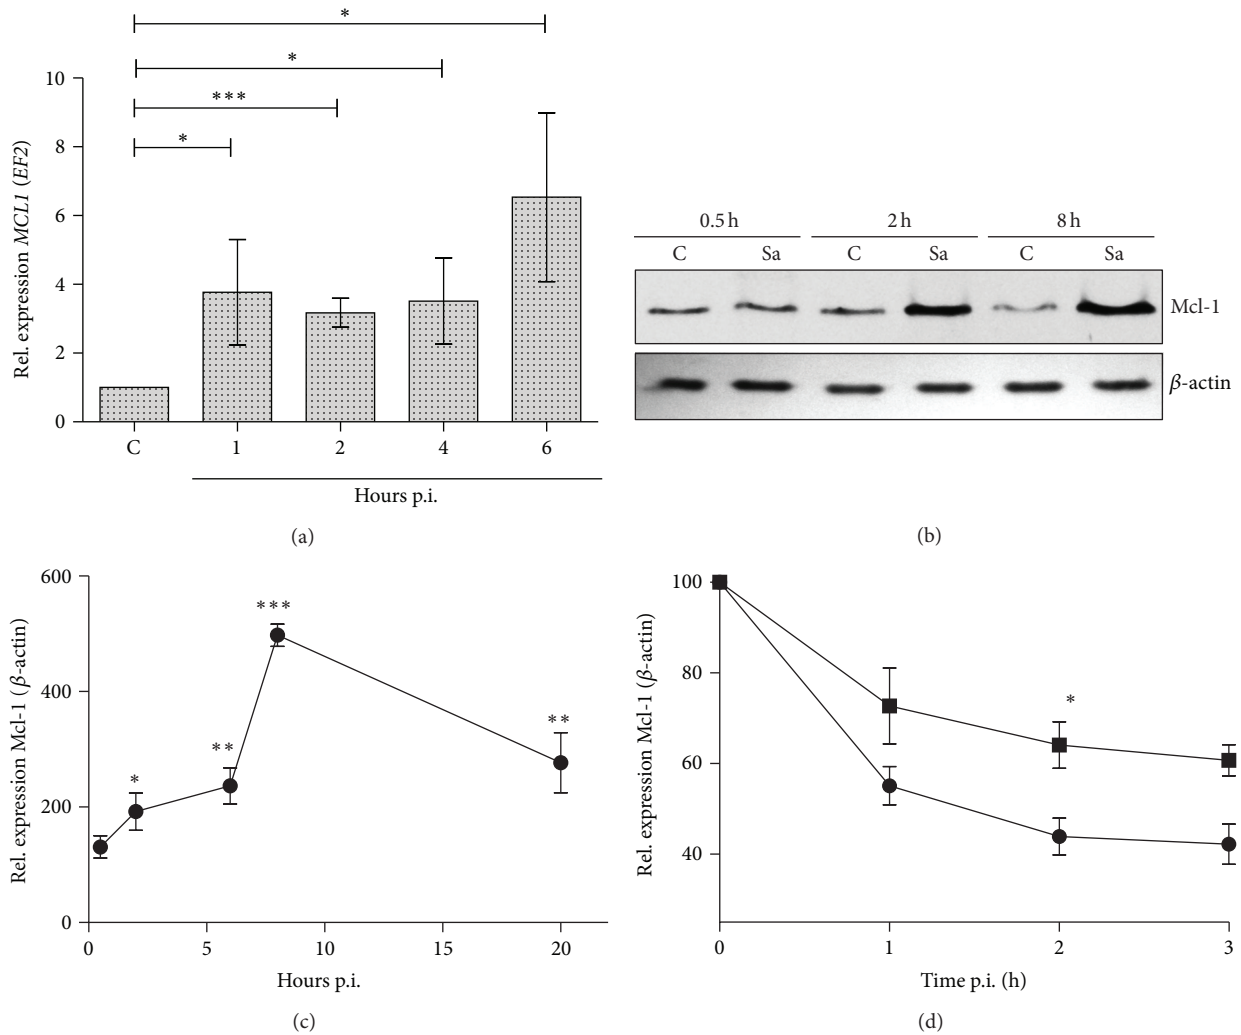 *
*
***
*
Rel. expression MCL1 (EF2)
10
8
6
4
2
0
C
1
2
4
6
Hours p.i.
(a)
0.5 h
2 h
8 h
C
Sa
C
Sa
C
Sa
Mcl-1
β-actin
(b)
Rel. expression Mcl-1 (β-actin)
600
400
200
0
*
**
***
**
0
5
10
15
20
Hours p.i.
(c)
Rel. expression Mcl-1 (β-actin)
100
80
60
40
*
0
1
2
3
Time p.i. (h)
(d)